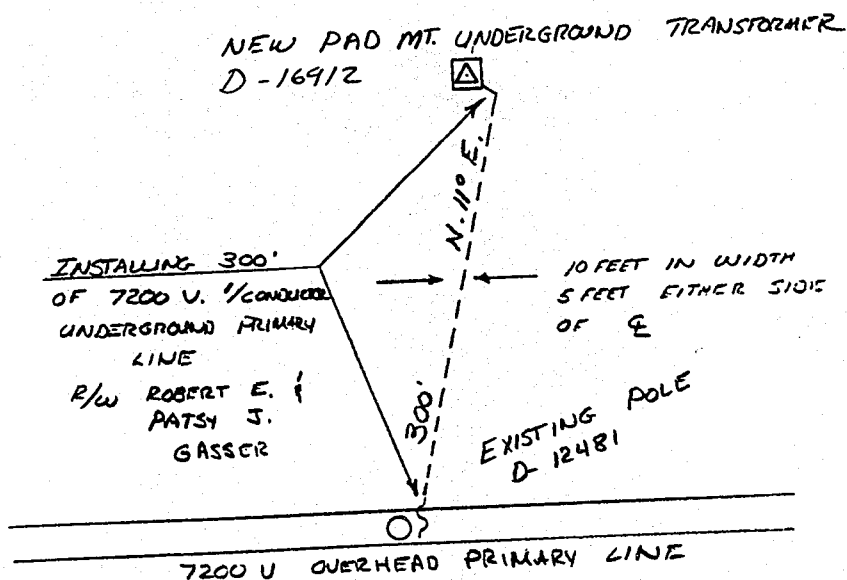 NEW PAD MT. UNDERGROUND TRANSFORMER
D-16912
N. 11° E.
INSTALLING 300'
OF 7200 V. 1/CONDUCTOR
UNDERGROUND PRIMARY
LINE
R/W ROBERT E. &
PATSY J.
GASSER
10 FEET IN WIDTH
5 FEET EITHER SIDE
OF ℄
300'
EXISTING POLE
D-12481
7200 V OVERHEAD PRIMARY LINE